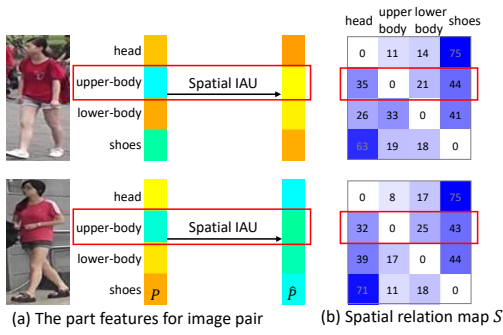 head upper body lower body shoes
head
upper-body
lower-body
shoes
Spatial IAU
0 11 14 75
35 0 21 44
26 33 0 41
63 19 18 0
head
upper-body
lower-body
shoes
Spatial IAU
P P̂
0 8 17 75
32 0 25 43
39 17 0 44
71 11 18 0
(a) The part features for image pair
(b) Spatial relation map S